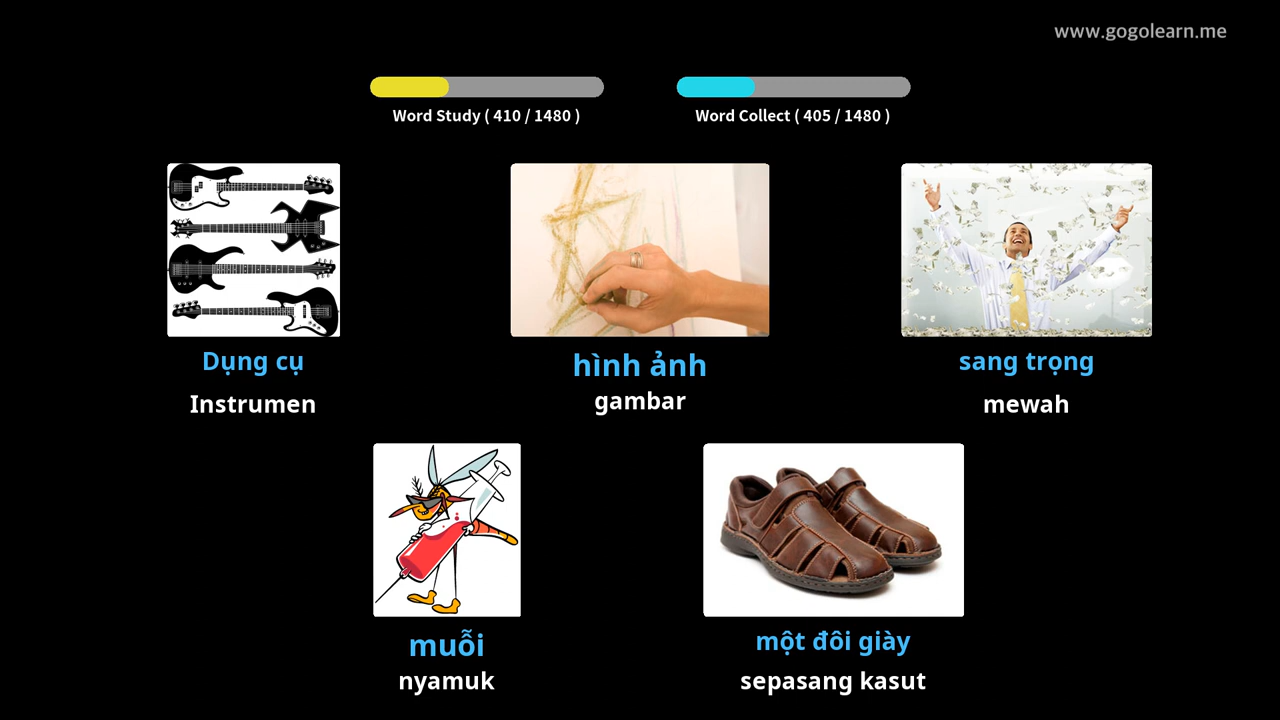 www.gogolearn.me
Word Study ( 410 / 1480 )
Word Collect ( 405 / 1480 )
Dụng cụ
Instrumen
hình ảnh
gambar
sang trọng
mewah
muỗi
nyamuk
một đôi giày
sepasang kasut